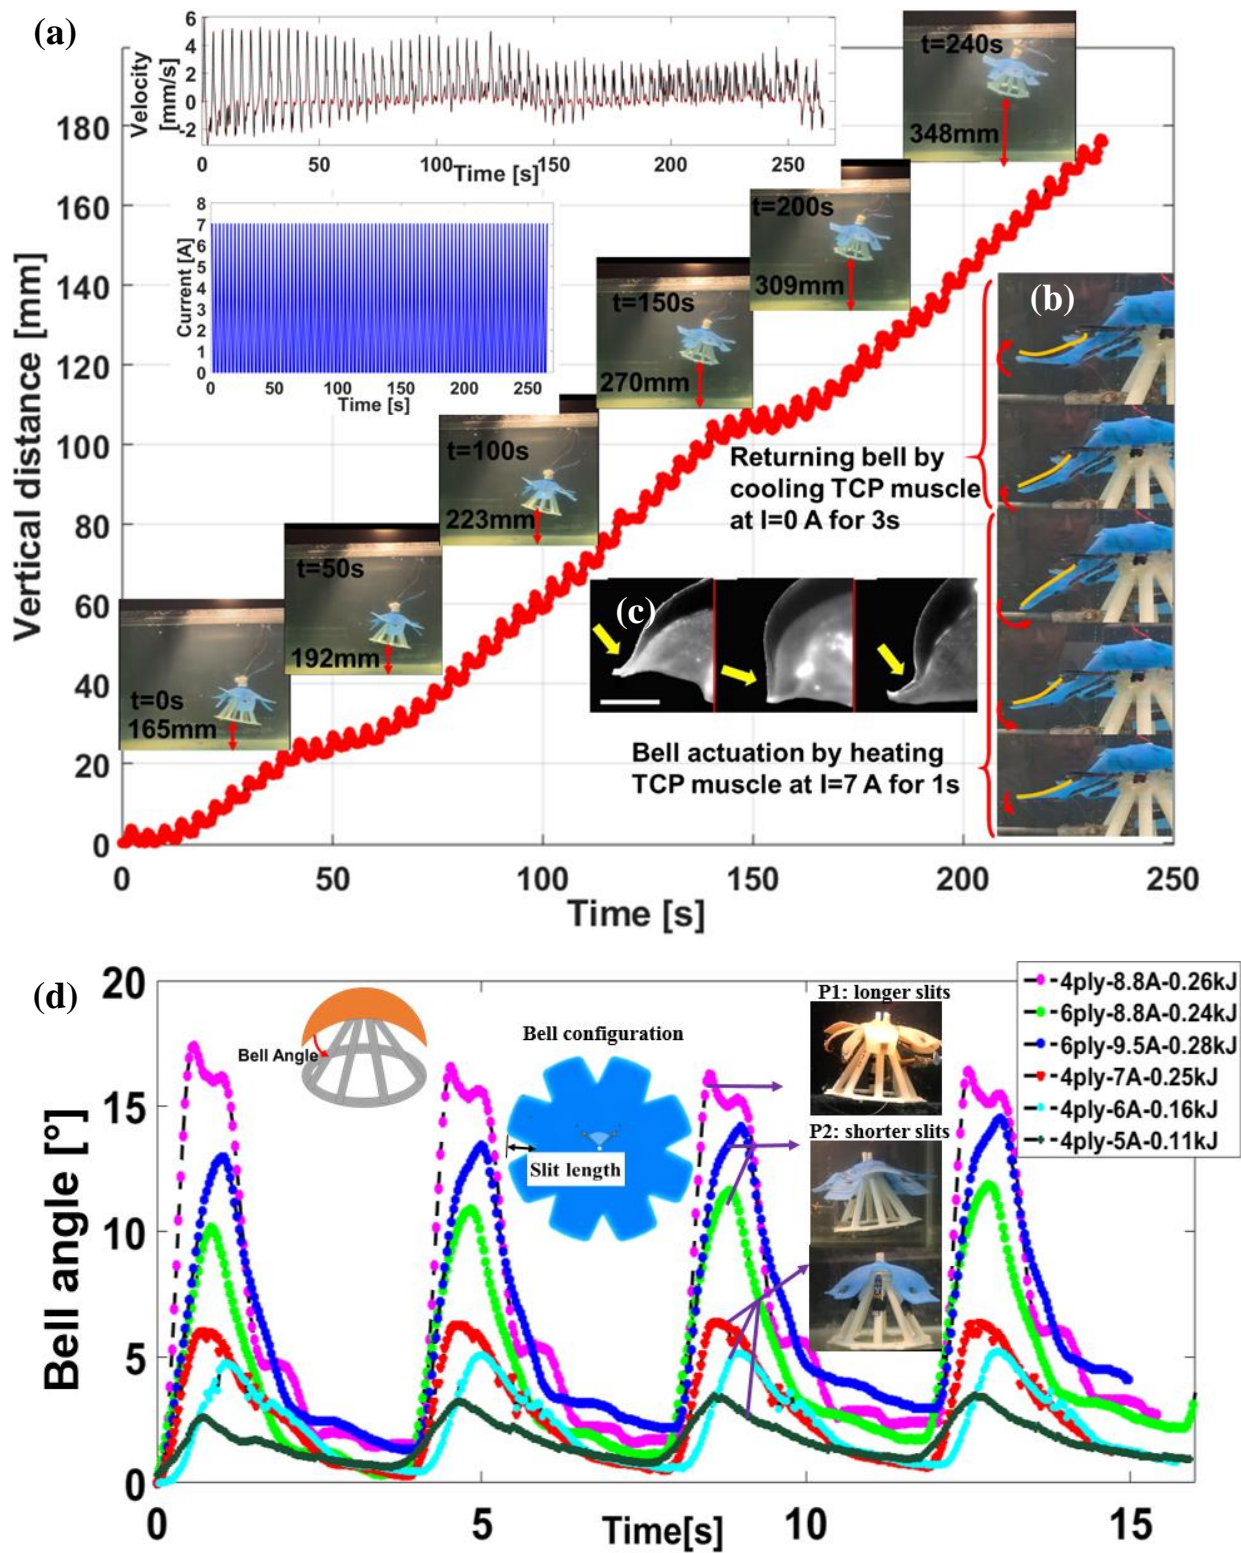 (a)
6
4
2
0
-2
Velocity
[mm/s]
0
50
100
150
200
250
Time [s]
8
7
6
5
4
3
2
1
0
Current [A]
0
50
100
150
200
250
Time [s]
t=240s
348mm
t=200s
309mm
t=150s
270mm
t=100s
223mm
t=50s
192mm
t=0s
165mm
180
160
140
120
100
80
60
40
20
0
Vertical distance [mm]
(b)
Returning bell by
cooling TCP muscle
at I=0 A for 3s
(c)
Bell actuation by heating
TCP muscle at I=7 A for 1s
0
50
100
150
200
250
Time [s]
(d)
20
15
10
5
0
Bell angle [°]
Bell Angle
Bell configuration
Slit length
P1: longer slits
P2: shorter slits
4ply-8.8A-0.26kJ
6ply-8.8A-0.24kJ
6ply-9.5A-0.28kJ
4ply-7A-0.25kJ
4ply-6A-0.16kJ
4ply-5A-0.11kJ
0
5
10
15
Time[s]